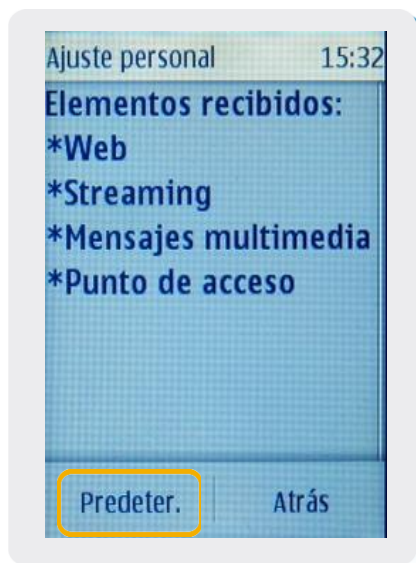 Ajuste personal 15:32
Elementos recibidos:
*Web
*Streaming
*Mensajes multimedia
*Punto de acceso
Predeter. Atrás